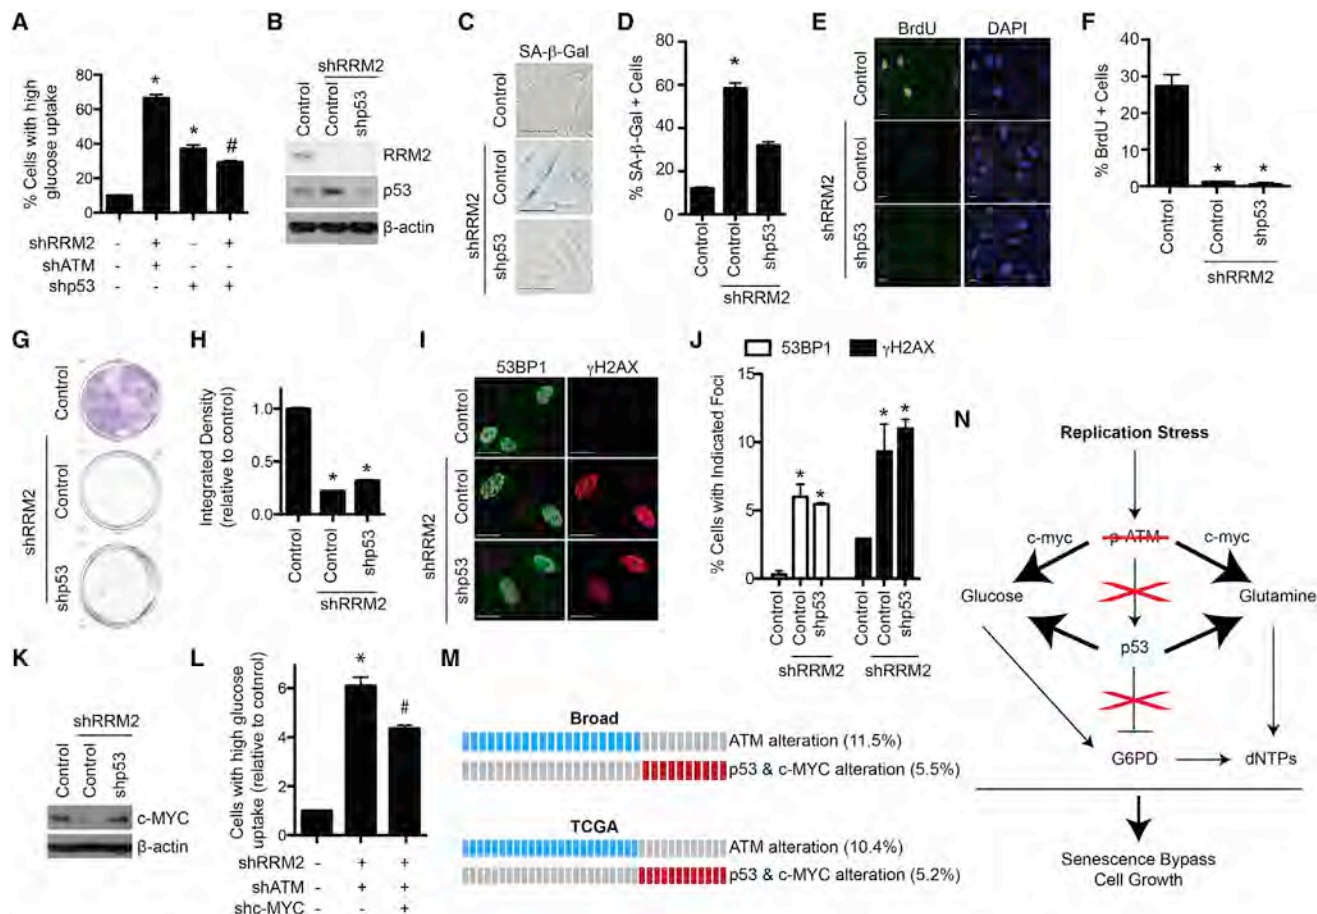 A
% Cells with high
glucose uptake
80
60
40
20
0
*
*
#
shRRM2 - + - +
shATM - + - -
shp53 - - + +
B
shRRM2
Control
Control
shp53
RRM2
p53
β-actin
C
SA-β-Gal
Control
Control
shp53
shRRM2
D
% SA-β-Gal + Cells
80
60
40
20
0
*
Control
Control
shp53
shRRM2
E
BrdU DAPI
Control
Control
shp53
shRRM2
F
% BrdU + Cells
40
30
20
10
0
* *
Control
Control
shp53
shRRM2
G
Control
Control
shp53
shRRM2
H
Integrated Density
(relative to control)
1.0
0.5
0.0
* *
Control
Control
shp53
shRRM2
I
53BP1 γH2AX
Control
Control
shp53
shRRM2
J
53BP1 γH2AX
% Cells with Indicated Foci
15
10
5
0
* * * *
Control
Control
shp53
Control
Control
shp53
shRRM2 shRRM2
K
shRRM2
Control
Control
shp53
c-MYC
β-actin
L
Cells with high glucose
uptake (relative to cotnrol)
6
4
2
0
*
#
shRRM2 - + +
shATM - + +
shc-MYC - - +
M
Broad
ATM alteration (11.5%)
p53 & c-MYC alteration (5.5%)
TCGA
ATM alteration (10.4%)
p53 & c-MYC alteration (5.2%)
N
Replication Stress
c-myc p-ATM c-myc
Glucose Glutamine
p53
G6PD dNTPs
Senescence Bypass
Cell Growth